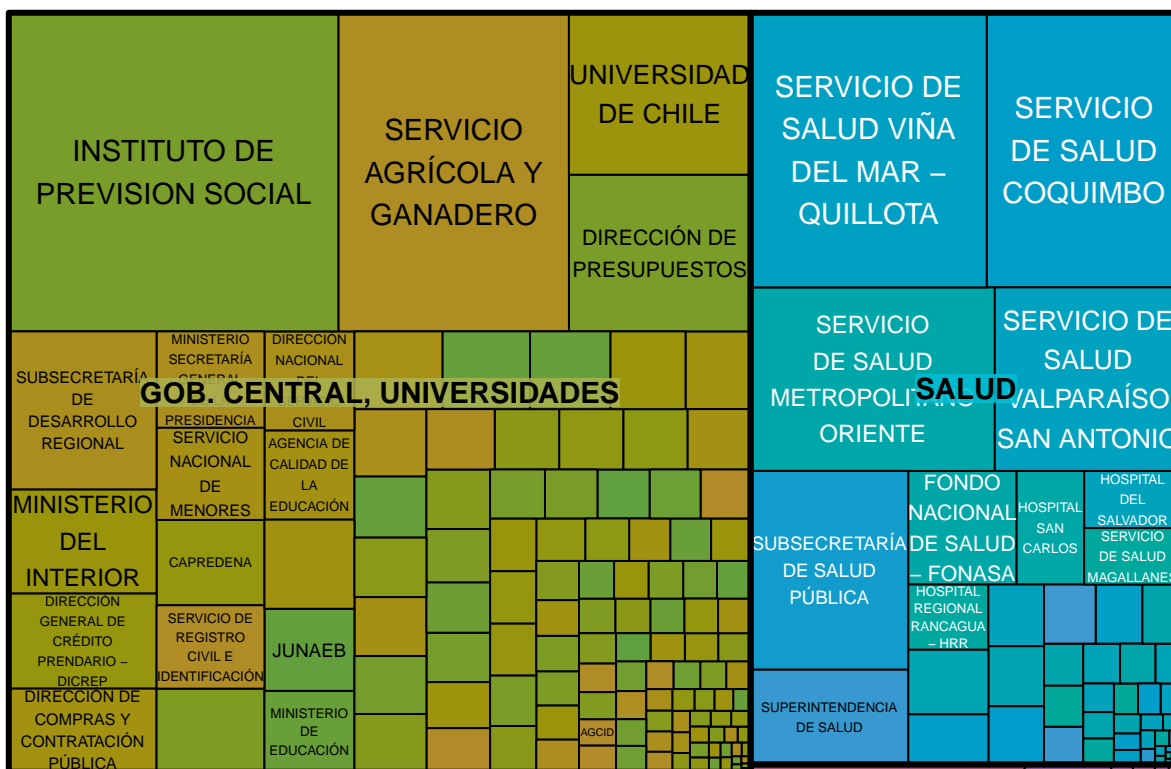 INSTITUTO DE
PREVISION SOCIAL
SERVICIO
AGRÍCOLA Y
GANADERO
UNIVERSIDAD
DE CHILE
DIRECCIÓN DE
PRESUPUESTOS
SUBSECRETARÍA
DE
DESARROLLO
REGIONAL
MINISTERIO
SECRETARÍA
PRESIDENCIA
DIRECCIÓN
NACIONAL
CIVIL
GOB. CENTRAL, UNIVERSIDADES
SERVICIO
NACIONAL
DE
MENORES
AGENCIA DE
CALIDAD DE
LA
EDUCACIÓN
MINISTERIO
DEL
INTERIOR
CAPREDENA
DIRECCIÓN
GENERAL DE
CRÉDITO
PRENDARIO –
DICREP
SERVICIO DE
REGISTRO
CIVIL E
IDENTIFICACIÓN
JUNAEB
DIRECCIÓN DE
COMPRAS Y
CONTRATACIÓN
PÚBLICA
MINISTERIO
DE
EDUCACIÓN
AGCID
SERVICIO DE
SALUD VIÑA
DEL MAR –
QUILLOTA
SERVICIO
DE SALUD
COQUIMBO
SERVICIO
DE SALUD
METROPOLITANO
ORIENTE
SALUD
SERVICIO DE
SALUD
VALPARAÍSO
SAN ANTONIO
SUBSECRETARÍA
DE SALUD
PÚBLICA
FONDO
NACIONAL
DE SALUD
– FONASA
HOSPITAL
SAN
CARLOS
HOSPITAL
DEL
SALVADOR
SERVICIO
DE SALUD
MAGALLANES
HOSPITAL
REGIONAL
RANCAGUA
– HRR
SUPERINTENDENCIA
DE SALUD